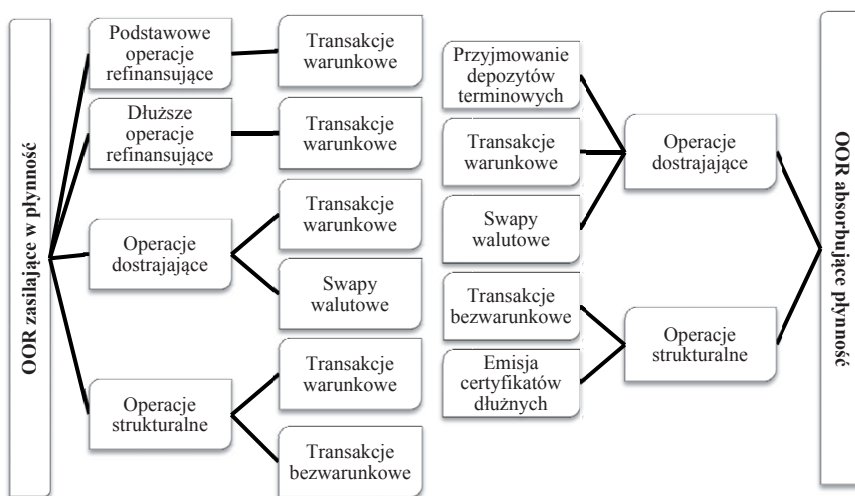 OOR zasilające w płynność
Podstawowe
operacje
refinansujące
Transakcje
warunkowe
Dłuższe
operacje
refinansujące
Transakcje
warunkowe
Operacje
dostrajające
Transakcje
warunkowe
Swapy
walutowe
Operacje
strukturalne
Transakcje
warunkowe
Transakcje
bezwarunkowe
Przyjmowanie
depozytów
terminowych
Transakcje
warunkowe
Swapy
walutowe
Operacje
dostrajające
Transakcje
bezwarunkowe
Emisja
certyfikatów
dłużnych
Operacje
strukturalne
OOR absorbujące płynność